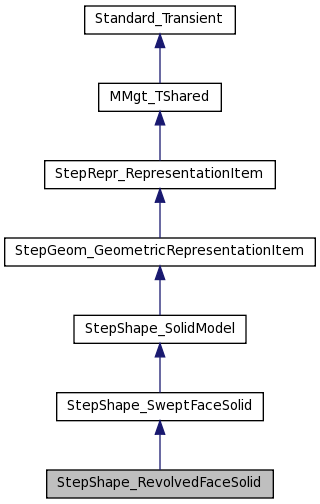 Standard_Transient
MMgt_TShared
StepRepr_RepresentationItem
StepGeom_GeometricRepresentationItem
StepShape_SolidModel
StepShape_SweptFaceSolid
StepShape_RevolvedFaceSolid